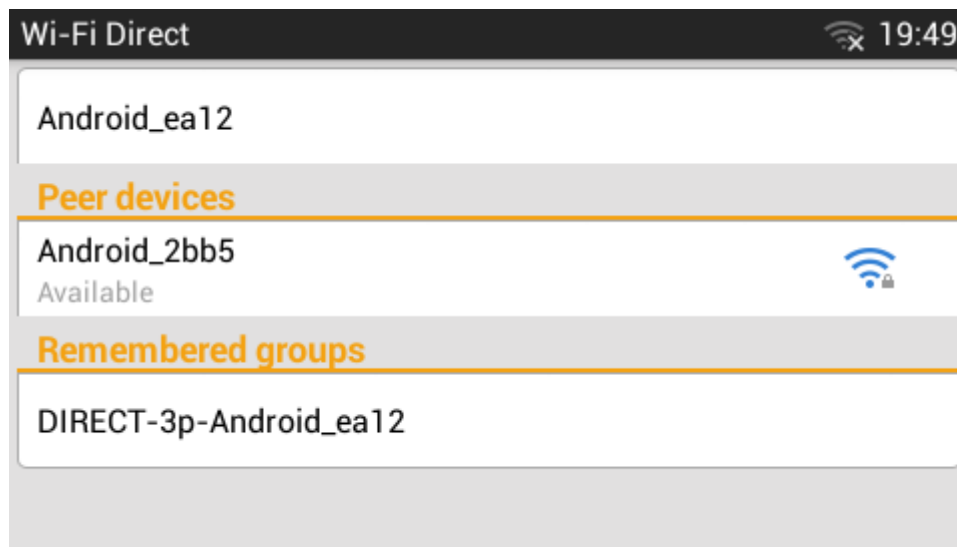 Wi-Fi Direct 19:49
Android_ea12
Peer devices
Android_2bb5
Available
Remembered groups
DIRECT-3p-Android_ea12